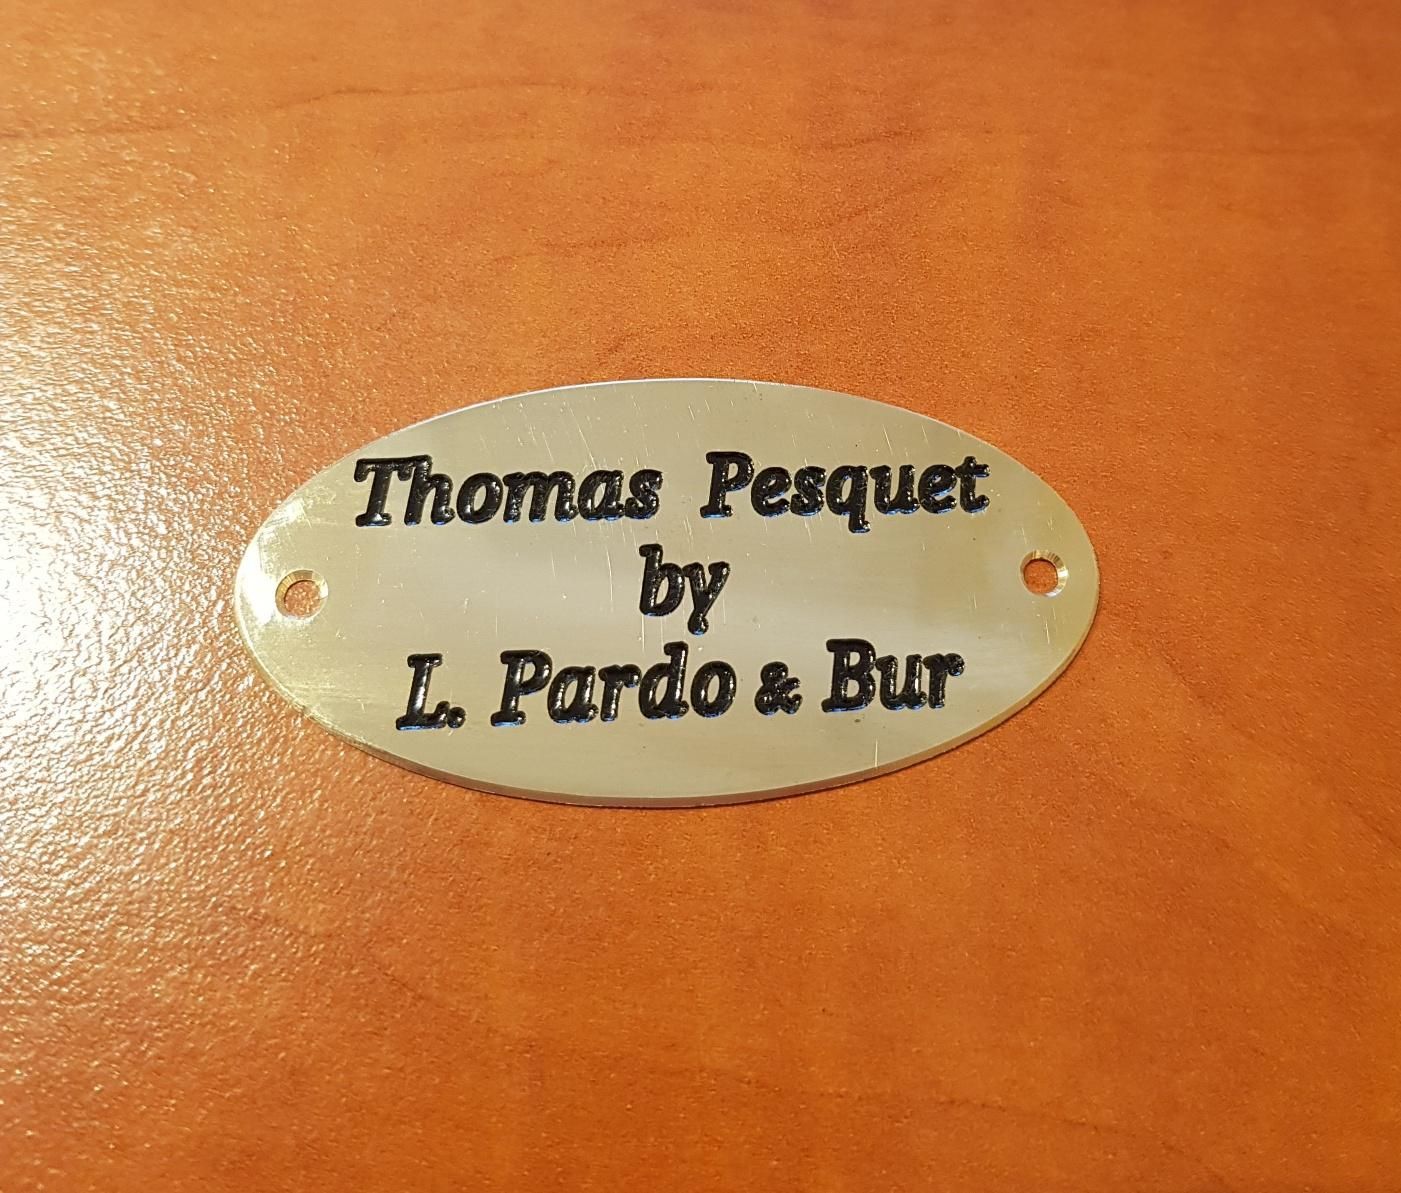 Thomas Pesquet
by
L. Pardo & Bur